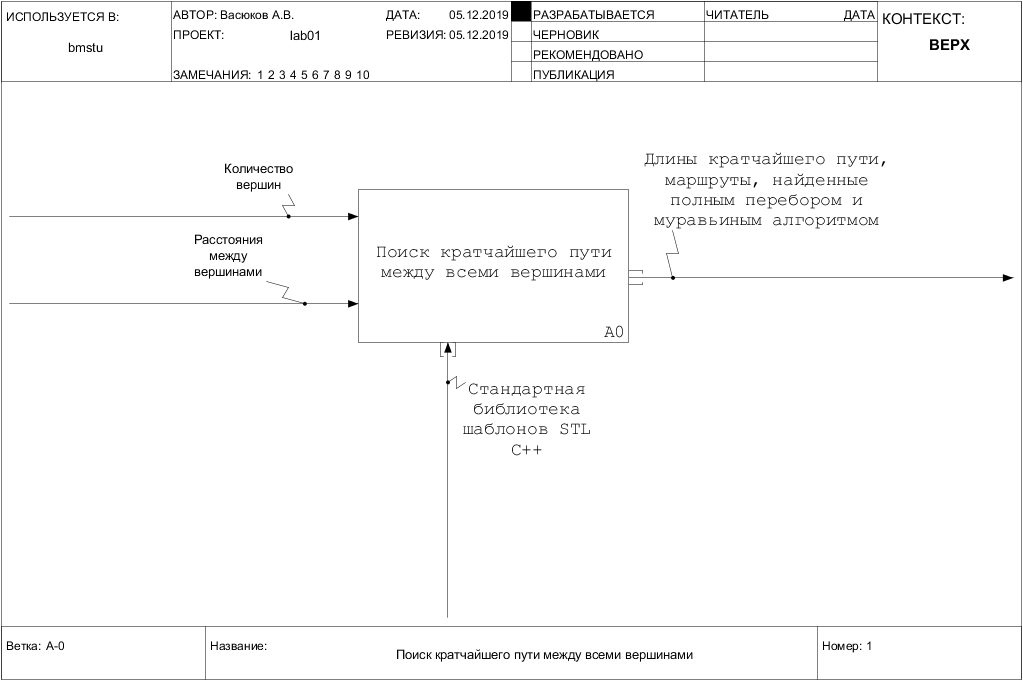 ИСПОЛЬЗУЕТСЯ В:
bmstu
АВТОР: Васюков А.В.
ДАТА: 05.12.2019
ПРОЕКТ: lab01
РЕВИЗИЯ: 05.12.2019
ЗАМЕЧАНИЯ: 1 2 3 4 5 6 7 8 9 10
РАЗРАБАТЫВАЕТСЯ
ЧЕРНОВИК
РЕКОМЕНДОВАНО
ПУБЛИКАЦИЯ
ЧИТАТЕЛЬ ДАТА
КОНТЕКСТ:
ВЕРХ
Количество
вершин
Расстояния
между
вершинами
Поиск кратчайшего пути
между всеми вершинами
A0
Длины кратчайшего пути,
маршруты, найденные
полным перебором и
муравьиным алгоритмом
Стандартная
библиотека
шаблонов STL
C++
Ветка: A-0
Название:
Поиск кратчайшего пути между всеми вершинами
Номер: 1